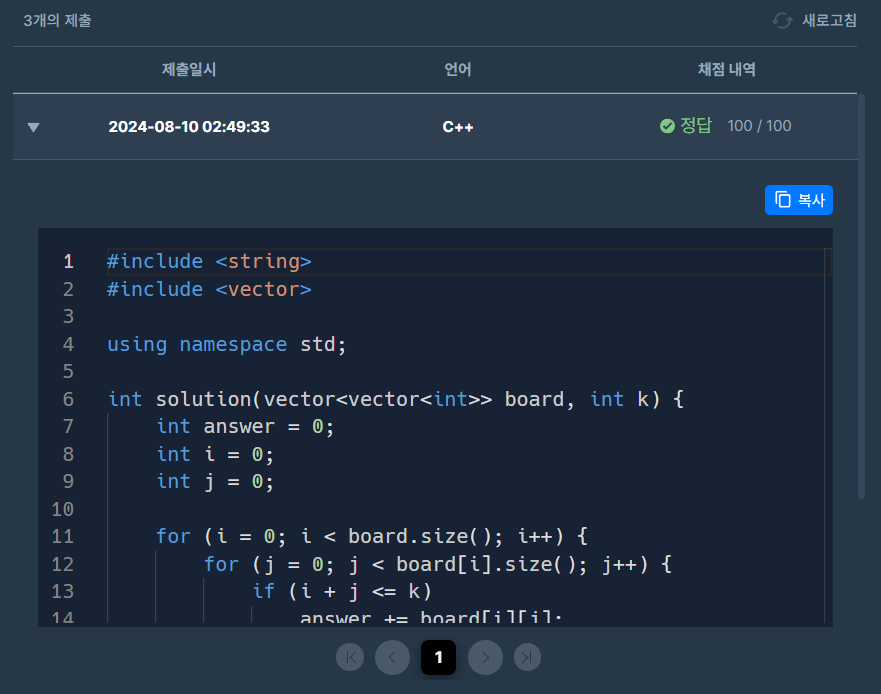 3개의 제출
새로고침
제출일시 언어 채점 내역
▼ 2024-08-10 02:49:33 C++ 정답 100 / 100
복사
1 #include <string>
2 #include <vector>
3
4 using namespace std;
5
6 int solution(vector<vector<int>> board, int k) {
7     int answer = 0;
8     int i = 0;
9     int j = 0;
10
11     for (i = 0; i < board.size(); i++) {
12         for (j = 0; j < board[i].size(); j++) {
13             if (i + j <= k)
14                 answer += board[i][j];
1